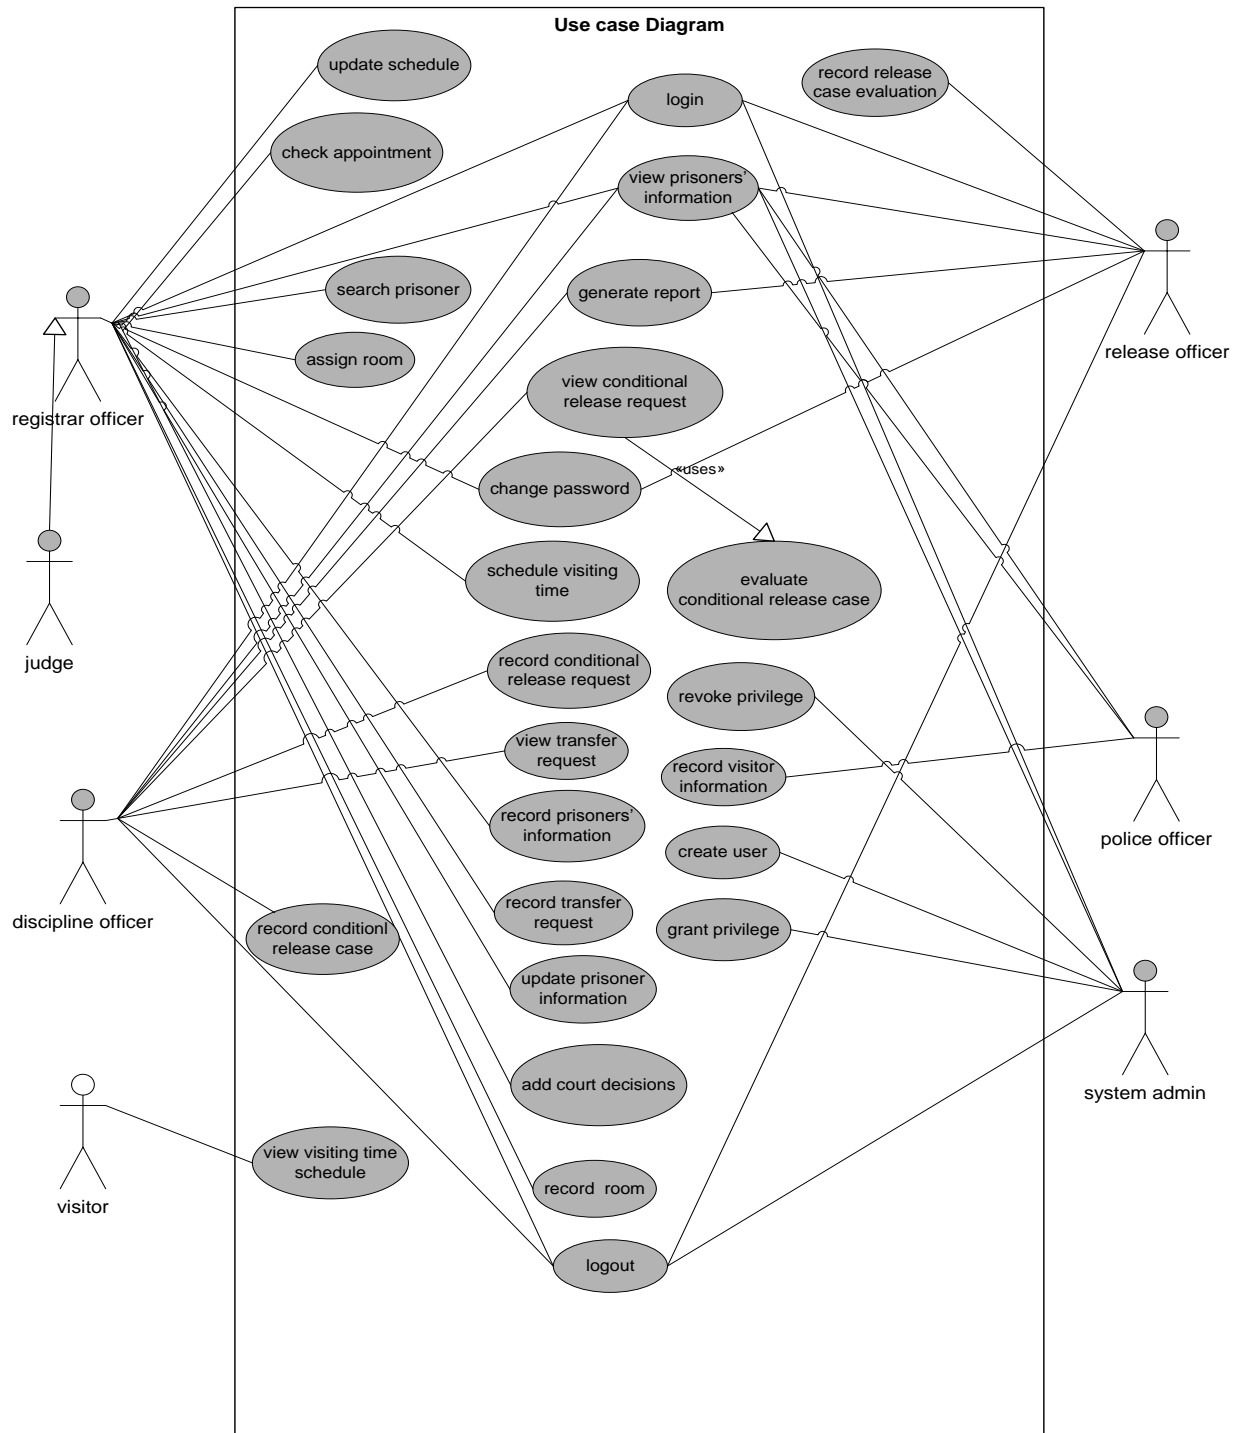 Use case Diagram
update schedule
record release
case evaluation
login
check appointment
view prisoners’
information
search prisoner
generate report
release officer
assign room
view conditional
release request
registrar officer
«uses»
change password
schedule visiting
time
evaluate
conditional release case
judge
record conditional
release request
revoke privilege
view transfer
request
record visitor
information
record prisoners’
information
police officer
create user
discipline officer
record transfer
request
grant privilege
record conditionl
release case
update prisoner
information
add court decisions
system admin
view visiting time
schedule
record  room
visitor
logout